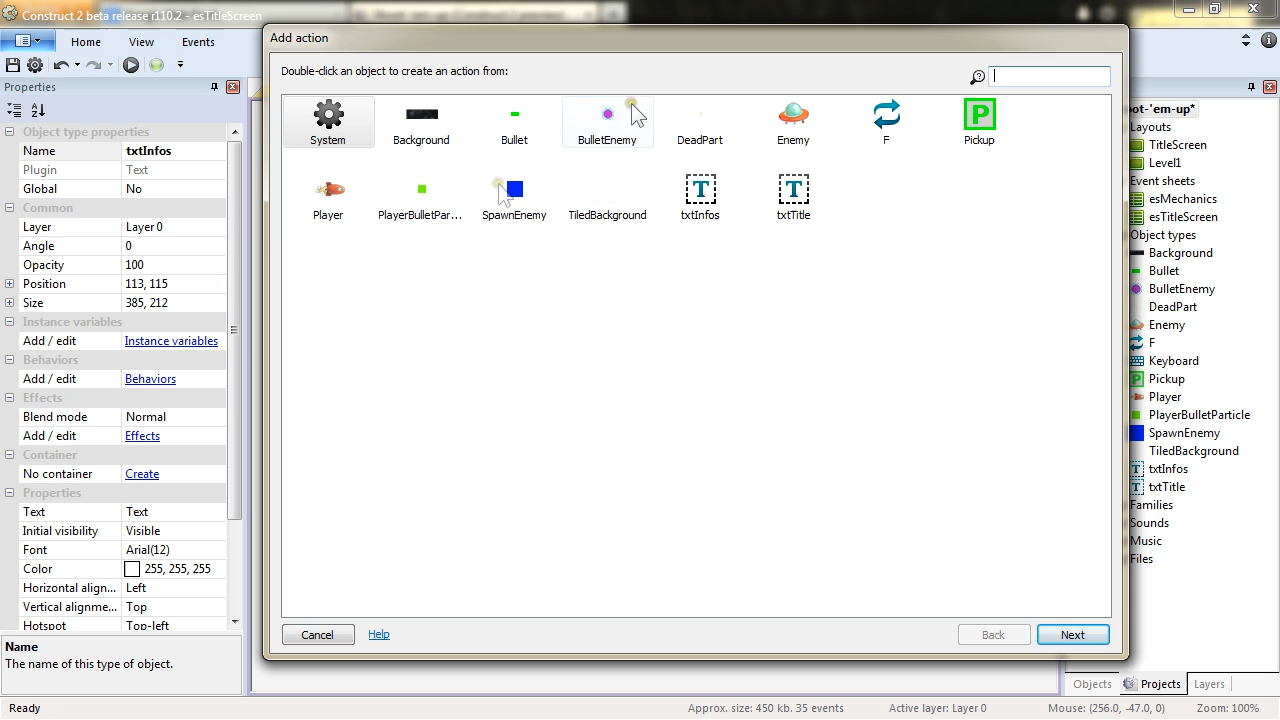 Construct 2 beta release r110.2 - esTitleScreen
Home View Events
Properties
Object type properties
Name txtInfos
Plugin Text
Global No
Common
Layer Layer 0
Angle 0
Opacity 100
Position 113, 115
Size 385, 212
Instance variables
Add / edit Instance variables
Behaviors
Add / edit Behaviors
Effects
Blend mode Normal
Add / edit Effects
Container
No container Create
Properties
Text Text
Initial visibility Visible
Font Arial(12)
Color 255, 255, 255
Horizontal align... Left
Vertical alignme... Top
Hotspot Top-left
Name
The name of this type of object.
Add action
Double-click an object to create an action from:
System Background Bullet BulletEnemy DeadPart Enemy F Pickup
Player PlayerBulletPar... SpawnEnemy TiledBackground txtInfos txtTitle
Cancel Help Back Next
oot-'em-up*
Layouts
TitleScreen
Level1
Event sheets
esMechanics
esTitleScreen
Object types
Background
Bullet
BulletEnemy
DeadPart
Enemy
F
Keyboard
Pickup
Player
PlayerBulletParticle
SpawnEnemy
TiledBackground
txtInfos
txtTitle
Families
Sounds
Music
Files
Objects Projects Layers
Ready Approx. size: 450 kb. 35 events Active layer: Layer 0 Mouse: (256.0, -47.0, 0) Zoom: 100%